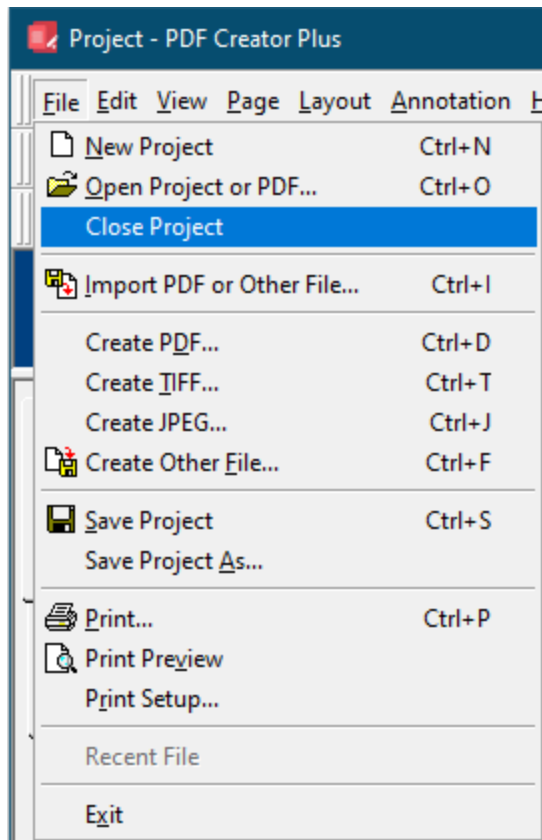 Project - PDF Creator Plus
File Edit View Page Layout Annotation H
New Project Ctrl+N
Open Project or PDF... Ctrl+O
Close Project
Import PDF or Other File... Ctrl+I
Create PDF... Ctrl+D
Create TIFF... Ctrl+T
Create JPEG... Ctrl+J
Create Other File... Ctrl+F
Save Project Ctrl+S
Save Project As...
Print... Ctrl+P
Print Preview
Print Setup...
Recent File
Exit